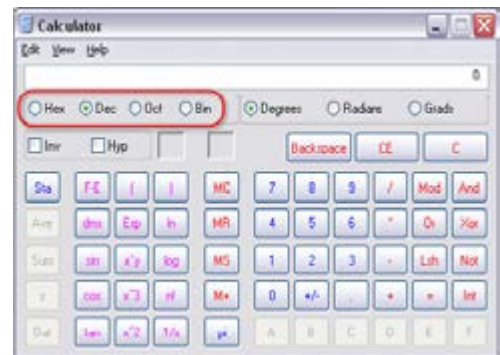 Calculator
Edit View Help
0
Hex Dec Oct Bin Degrees Radians Grads
Inv Hyp Backspace CE C
Sta F-E ( ) MC 7 8 9 / Mod And
Ave dms Exp ln MR 4 5 6 * Or Xor
Sum sin x^y log MS 1 2 3 - Lsh Not
s cos x^3 n! M+ 0 +/- . + = Int
Dat tan x^2 1/x pi A B C D E F